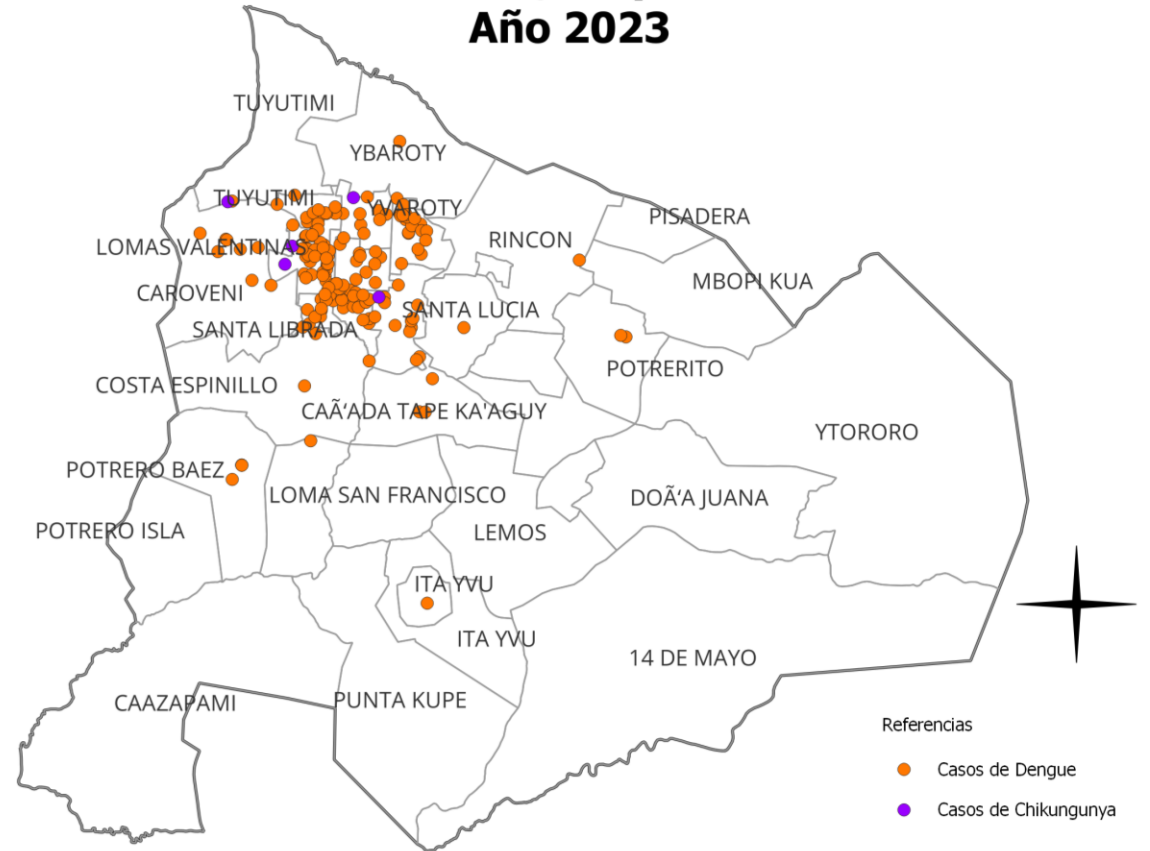 Año 2023
TUYUTIMI
YBAROTY
TUYUTIMI
YVAROTY
PISADERA
RINCON
LOMAS VALENTINAS
MBOPI KUA
CAROVENI
SANTA LUCIA
SANTA LIBRADA
POTRERITO
COSTA ESPINILLO
CAÃ‘ADA TAPE KA'AGUY
YTORORO
POTRERO BAEZ
LOMA SAN FRANCISCO
DOÃ‘A JUANA
POTRERO ISLA
LEMOS
ITA YVU
ITA YVU
14 DE MAYO
CAAZAPAMI
PUNTA KUPE
Referencias
Casos de Dengue
Casos de Chikungunya